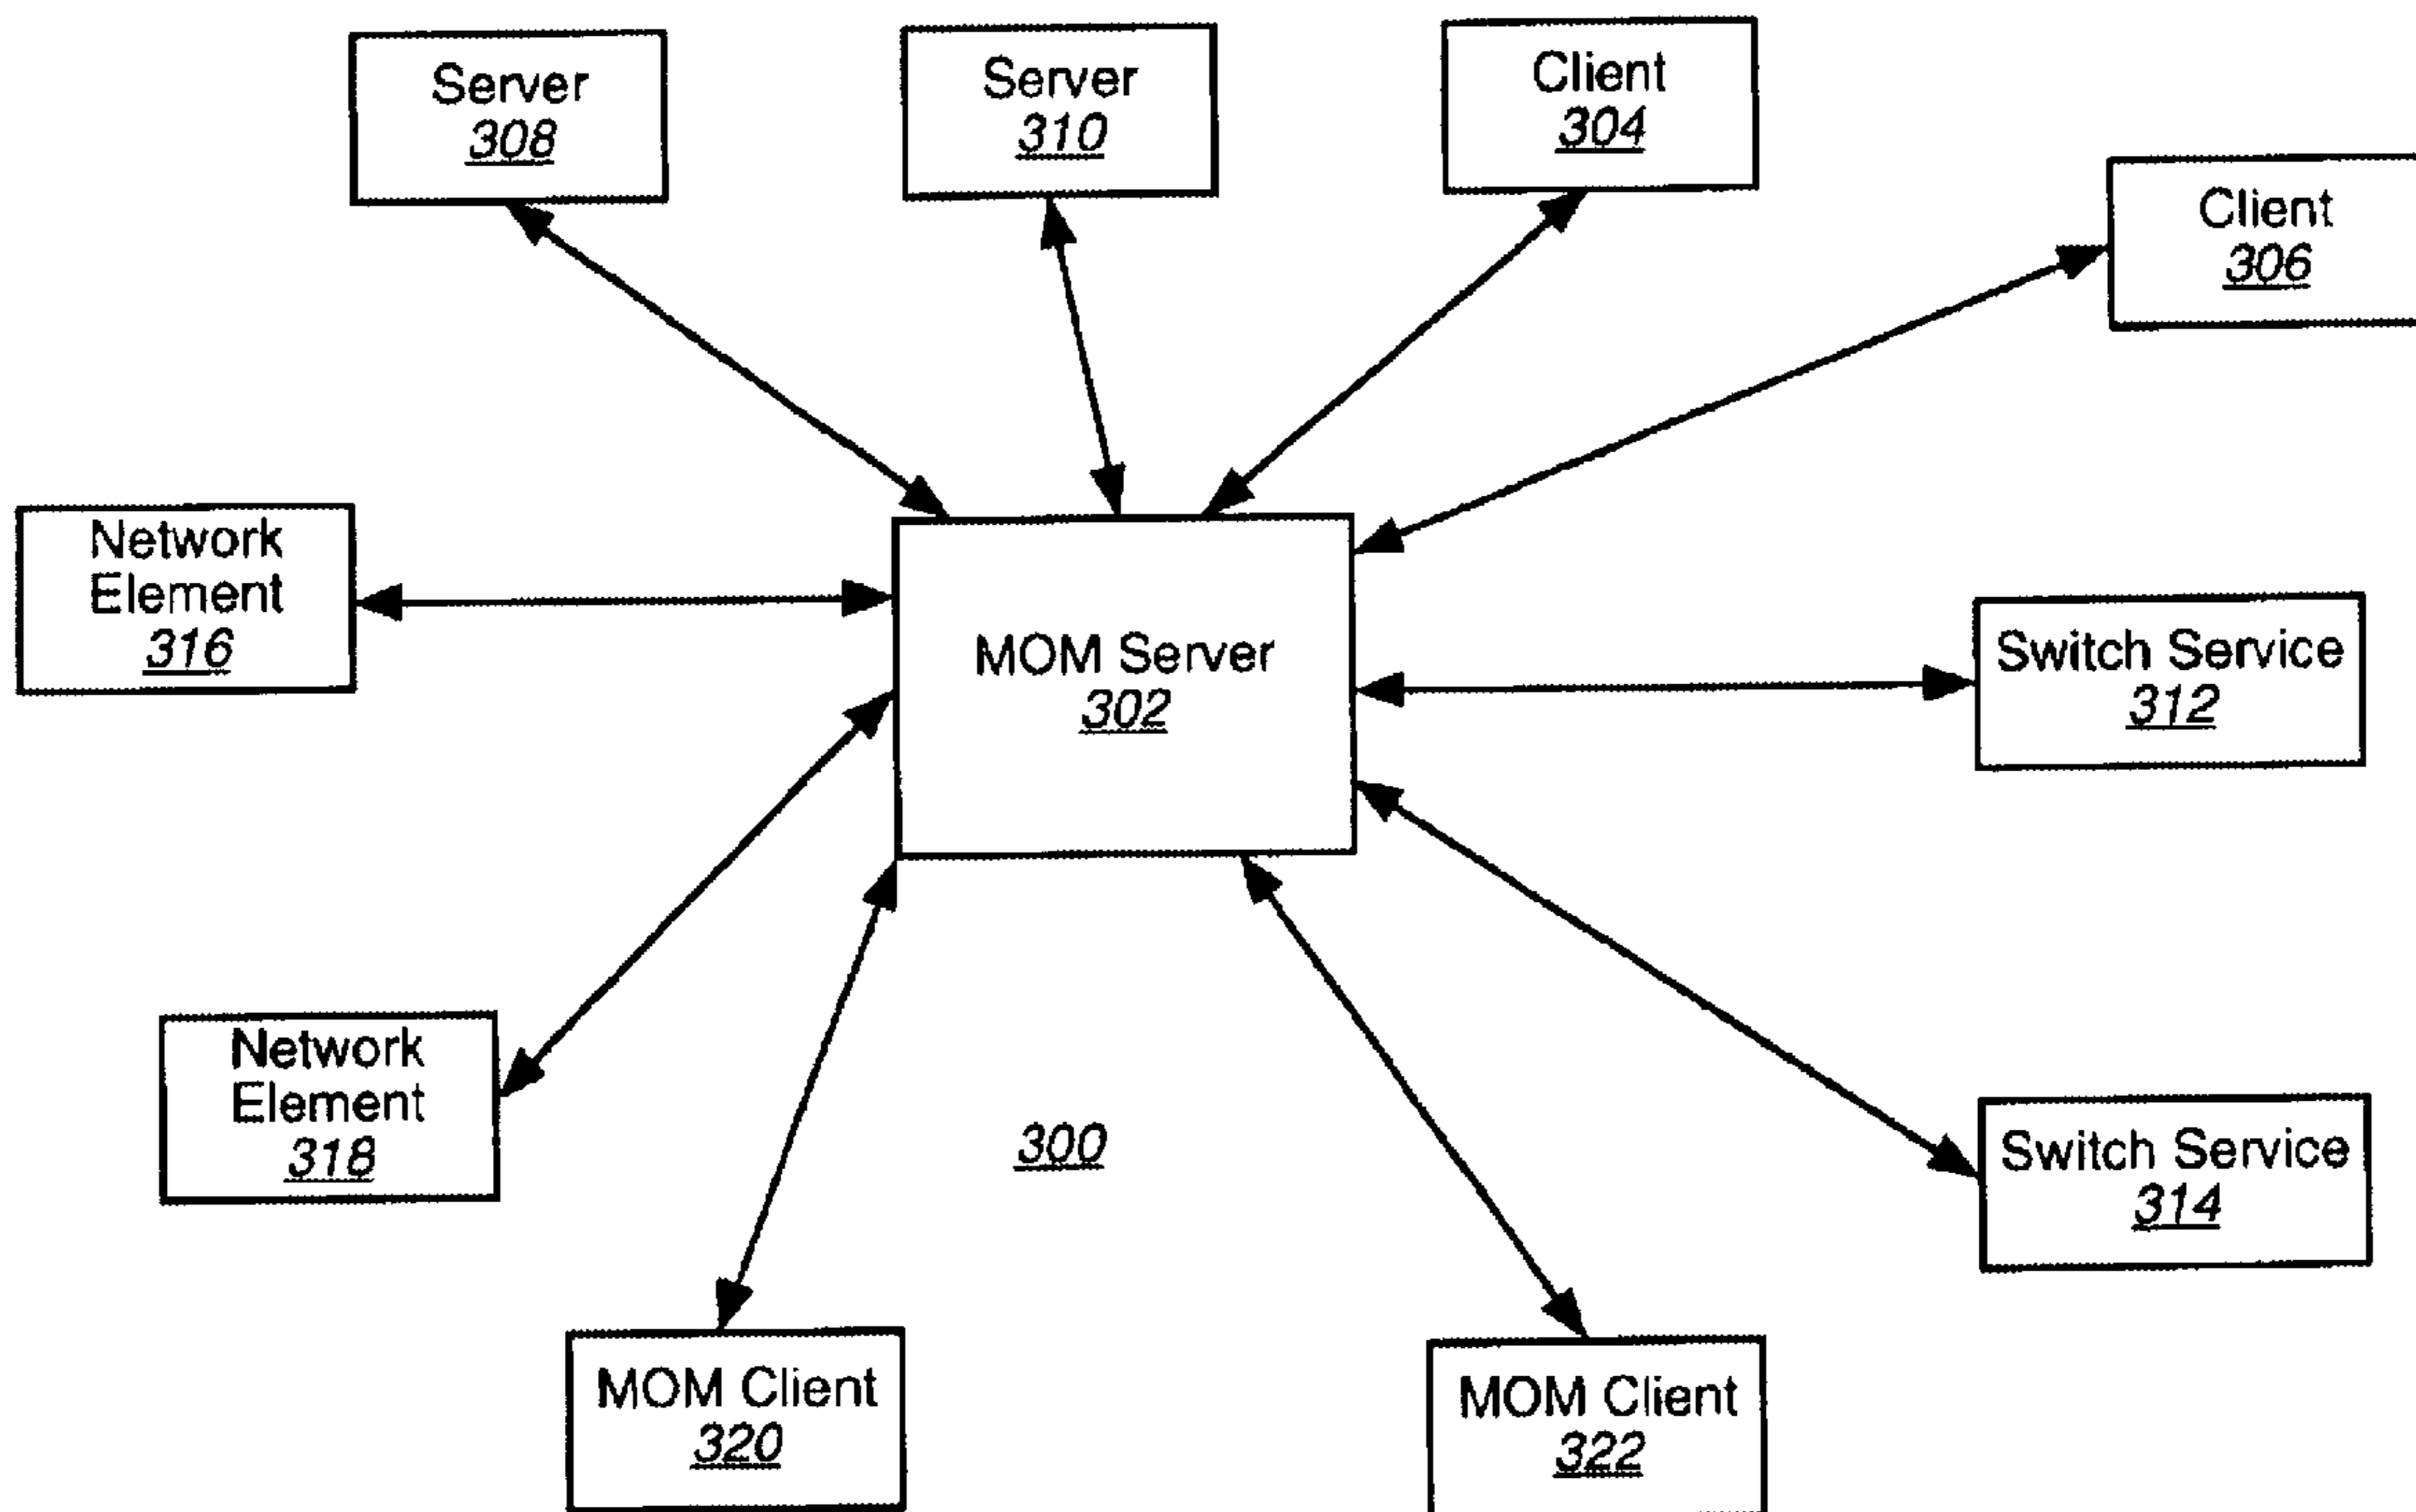 Server
308
Server
310
Client
304
Client
306
Network
Element
316
MOM Server
302
Switch Service
312
Network
Element
318
300
Switch Service
314
MOM Client
320
MOM Client
322